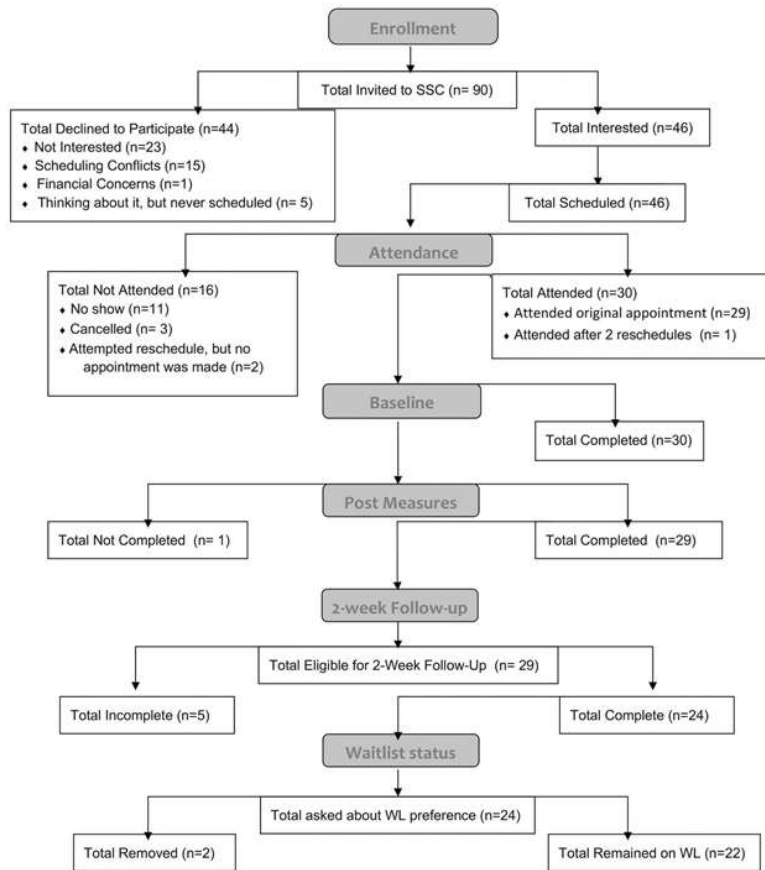 Enrollment
Total Invited to SSC (n= 90)
Total Declined to Participate (n=44)
♦ Not Interested (n=23)
♦ Scheduling Conflicts (n=15)
♦ Financial Concerns (n=1)
♦ Thinking about it, but never scheduled (n= 5)
Total Interested (n=46)
Total Scheduled (n=46)
Attendance
Total Not Attended (n=16)
♦ No show (n=11)
♦ Cancelled (n= 3)
♦ Attempted reschedule, but no
appointment was made (n=2)
Total Attended (n=30)
♦ Attended original appointment (n=29)
♦ Attended after 2 reschedules (n= 1)
Baseline
Total Completed (n=30)
Post Measures
Total Not Completed (n= 1)
Total Completed (n=29)
2-week Follow-up
Total Eligible for 2-Week Follow-Up (n= 29)
Total Incomplete (n=5)
Total Complete (n=24)
Waitlist status
Total asked about WL preference (n=24)
Total Removed (n=2)
Total Remained on WL (n=22)